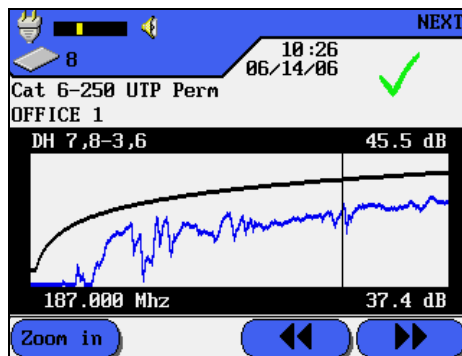 NEXT
8
10:26
06/14/06
Cat 6-250 UTP Perm
OFFICE 1
DH 7,8-3,6 45.5 dB
187.000 Mhz 37.4 dB
Zoom in